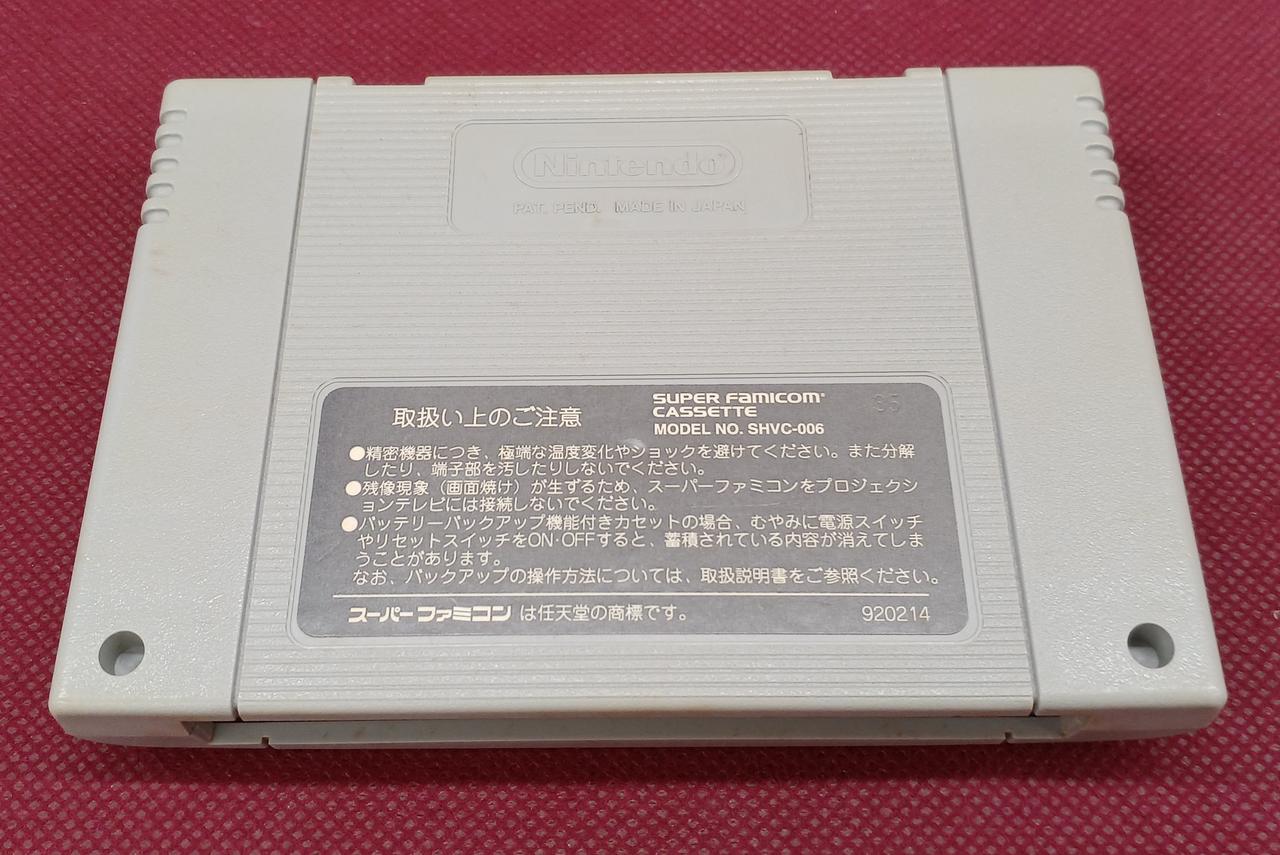 Nintendo®
PAT. PEND. MADE IN JAPAN
取扱い上のご注意
SUPER FAMICOM®
CASSETTE
MODEL NO. SHVC-006
●精密機器につき、極端な温度変化やショックを避けてください。また分解
したり、端子部を汚したりしないでください。
●残像現象（画面焼け）が生ずるため、スーパーファミコンをプロジェクシ
ョンテレビには接続しないでください。
●バッテリーバックアップ機能付きカセットの場合、むやみに電源スイッチ
やリセットスイッチをON·OFFすると、蓄積されている内容が消えてしま
うことがあります。
なお、バックアップの操作方法については、取扱説明書をご参照ください。
スーパーファミコン は任天堂の商標です。
920214